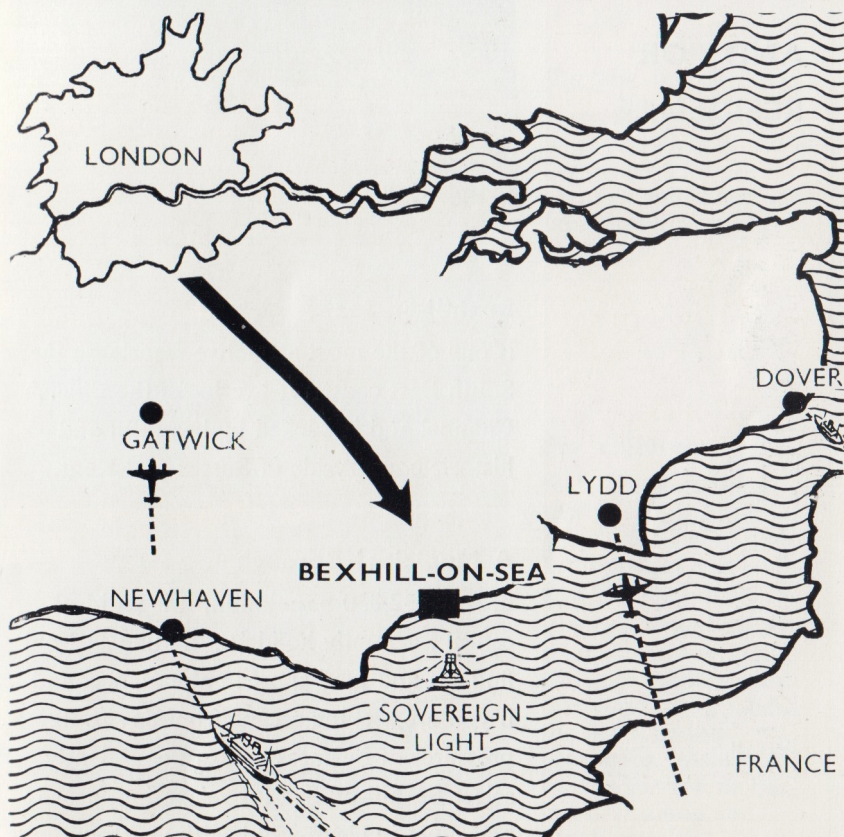 LONDON
DOVER
GATWICK
LYDD
BEXHILL-ON-SEA
NEWHAVEN
SOVEREIGN
LIGHT
FRANCE